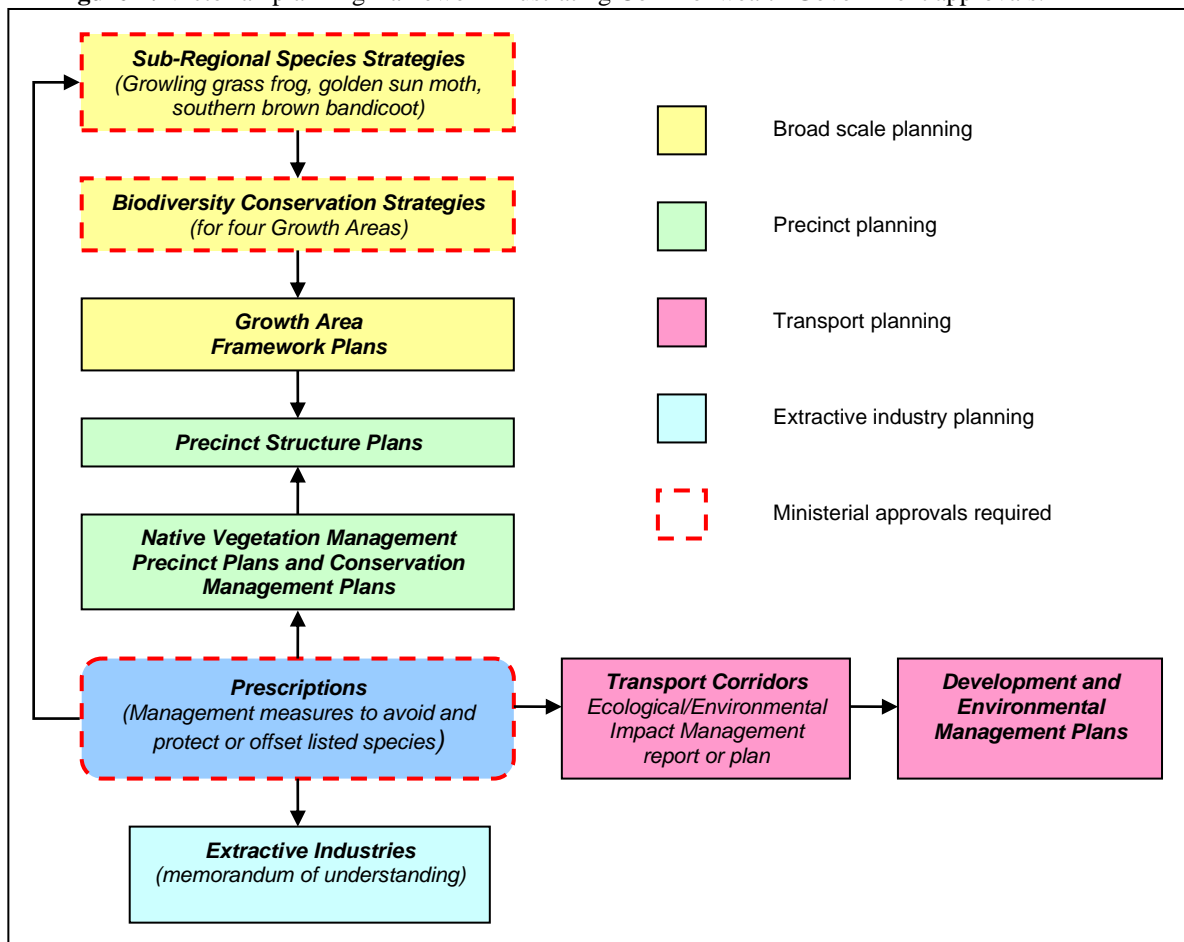 Sub-Regional Species Strategies
(Growling grass frog, golden sun moth,
southern brown bandicoot)
Biodiversity Conservation Strategies
(for four Growth Areas)
Growth Area
Framework Plans
Precinct Structure Plans
Native Vegetation Management
Precinct Plans and Conservation
Management Plans
Prescriptions
(Management measures to avoid and
protect or offset listed species)
Transport Corridors
Ecological/Environmental
Impact Management
report or plan
Development and
Environmental
Management Plans
Extractive Industries
(memorandum of understanding)
Broad scale planning
Precinct planning
Transport planning
Extractive industry planning
Ministerial approvals required